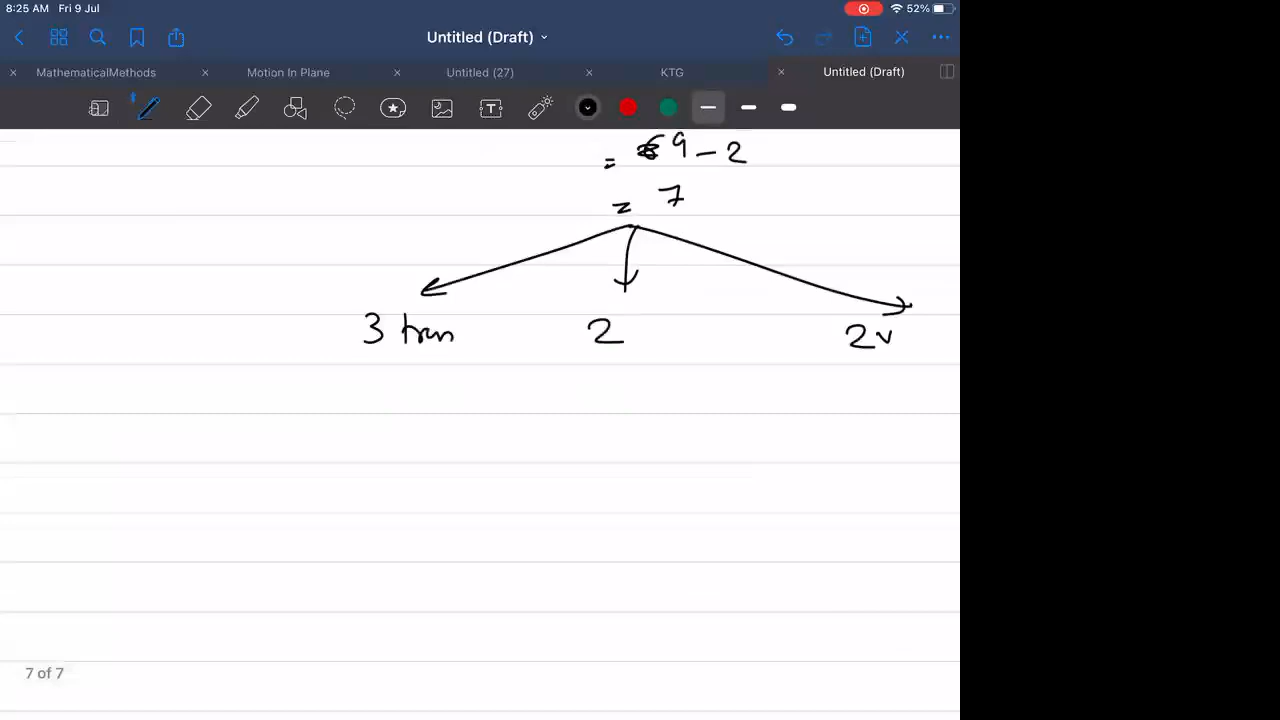 8:25 AM Fri 9 Jul 52%
Untitled (Draft)
MathematicalMethods Motion In Plane Untitled (27) KTG Untitled (Draft)
= 9 – 2
= 7
3 tran 2 2v
7 of 7